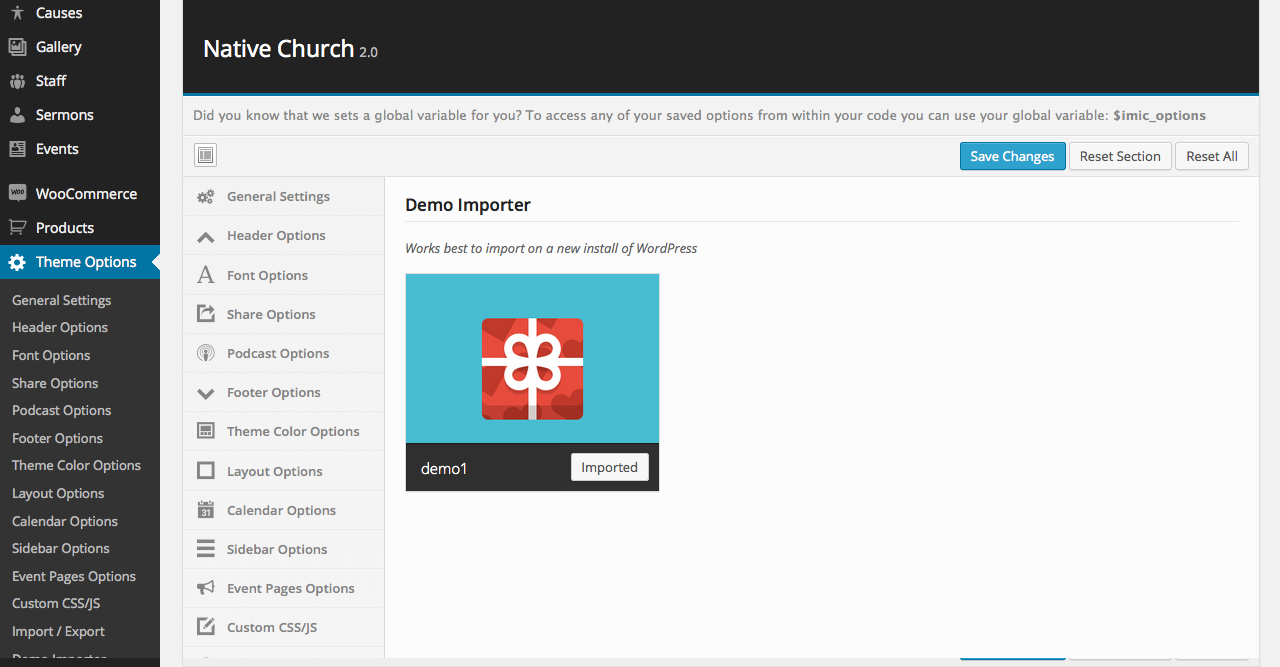 Causes
Gallery
Staff
Sermons
Events
WooCommerce
Products
Theme Options
General Settings
Header Options
Font Options
Share Options
Podcast Options
Footer Options
Theme Color Options
Layout Options
Calendar Options
Sidebar Options
Event Pages Options
Custom CSS/JS
Import / Export
Demo Importer
Native Church 2.0
Did you know that we sets a global variable for you? To access any of your saved options from within your code you can use your global variable: $imic_options
Save Changes Reset Section Reset All
General Settings
Header Options
Font Options
Share Options
Podcast Options
Footer Options
Theme Color Options
Layout Options
31 Calendar Options
Sidebar Options
Event Pages Options
Custom CSS/JS
Demo Importer
Works best to import on a new install of WordPress
demo1 Imported